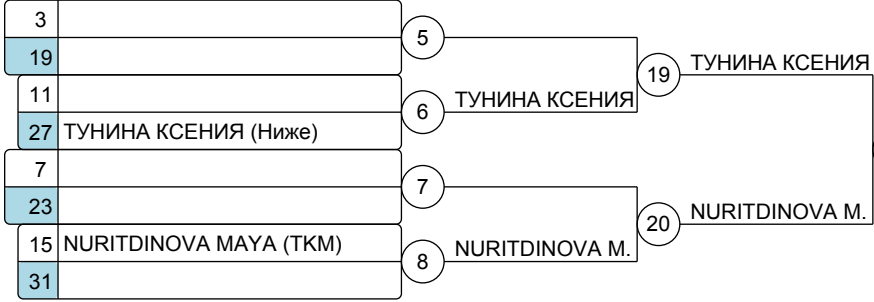 3
19
5
11
27 ТУНИНА КСЕНИЯ (Ниже)
6 ТУНИНА КСЕНИЯ
19 ТУНИНА КСЕНИЯ
7
23
7
15 NURITDINOVA MAYA (TKM)
31
8 NURITDINOVA M.
20 NURITDINOVA M.